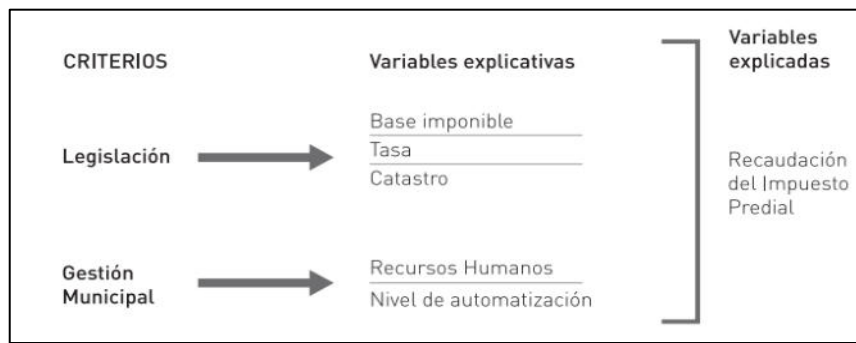 CRITERIOS
Variables explicativas
Variables
explicadas
Legislación
Base imponible
Tasa
Catastro
Recaudación
del Impuesto
Predial
Gestión
Municipal
Recursos Humanos
Nivel de automatización